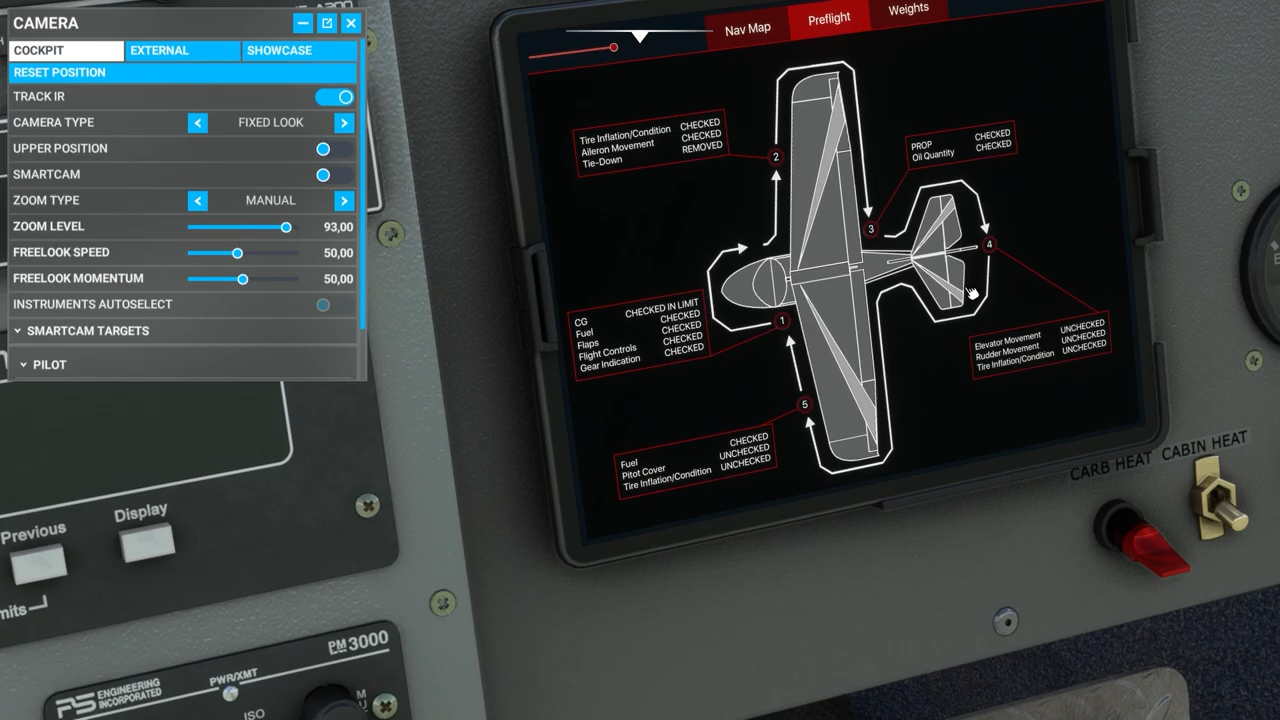 CAMERA
COCKPIT
EXTERNAL
SHOWCASE
RESET POSITION
TRACK IR
CAMERA TYPE FIXED LOOK
UPPER POSITION
SMARTCAM
ZOOM TYPE MANUAL
ZOOM LEVEL 93,00
FREELOOK SPEED 50,00
FREELOOK MOMENTUM 50,00
INSTRUMENTS AUTOSELECT
SMARTCAM TARGETS
PILOT
Nav Map
Preflight
Weights
Tire Inflation/Condition CHECKED
Aileron Movement CHECKED
Tie-Down REMOVED
2
PROP CHECKED
Oil Quantity CHECKED
3
4
CG CHECKED IN LIMIT
Fuel CHECKED
Flaps CHECKED
Flight Controls CHECKED
Gear Indication CHECKED
1
Elevator Movement UNCHECKED
Rudder Movement UNCHECKED
Tire Inflation/Condition UNCHECKED
5
Fuel CHECKED
Pitot Cover UNCHECKED
Tire Inflation/Condition UNCHECKED
CARB HEAT
CABIN HEAT
Previous
Display
PM3000
PS ENGINEERING
INCORPORATED
PWR/XMT
ISO